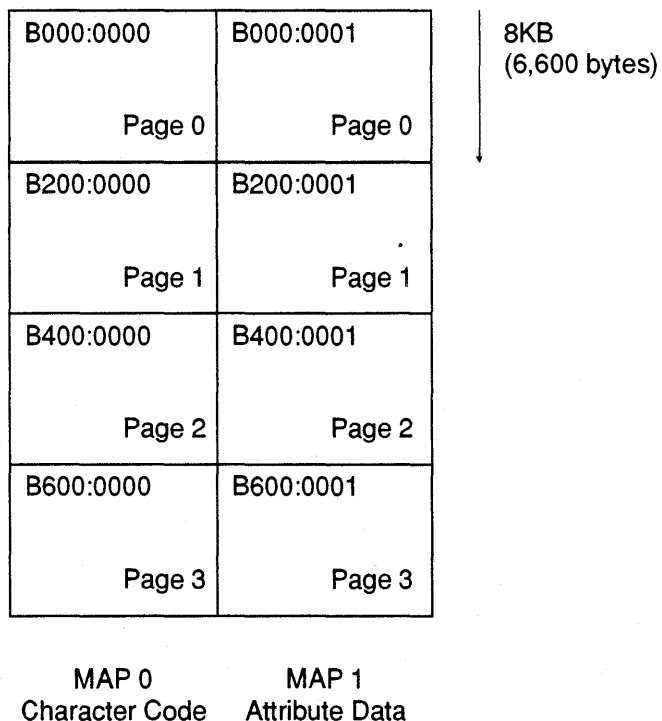 B000:0000 B000:0001
8KB
(6,600 bytes)
Page 0 Page 0
B200:0000 B200:0001
Page 1 Page 1
B400:0000 B400:0001
Page 2 Page 2
B600:0000 B600:0001
Page 3 Page 3
MAP 0 MAP 1
Character Code Attribute Data